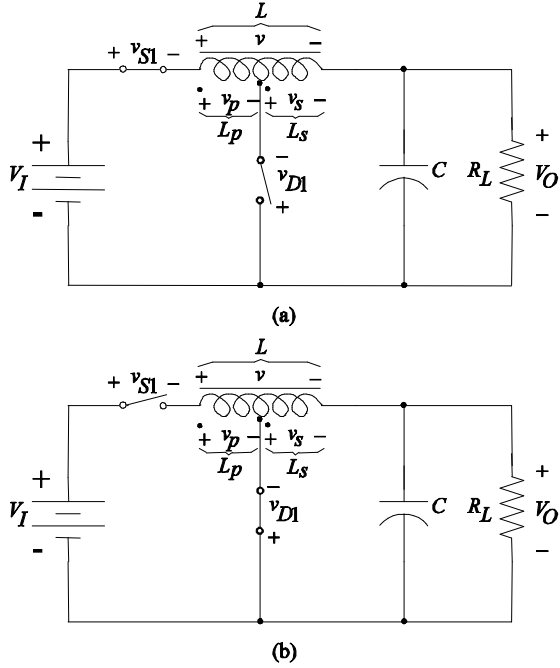 L
+ v_S1 − + v −
+ v_p − + v_s −
L_p L_s
+ V_I -
− v_D1 +
C R_L + V_O −
(a)
L
+ v_S1 − + v −
+ v_p − + v_s −
L_p L_s
+ V_I -
− v_D1 +
C R_L + V_O −
(b)